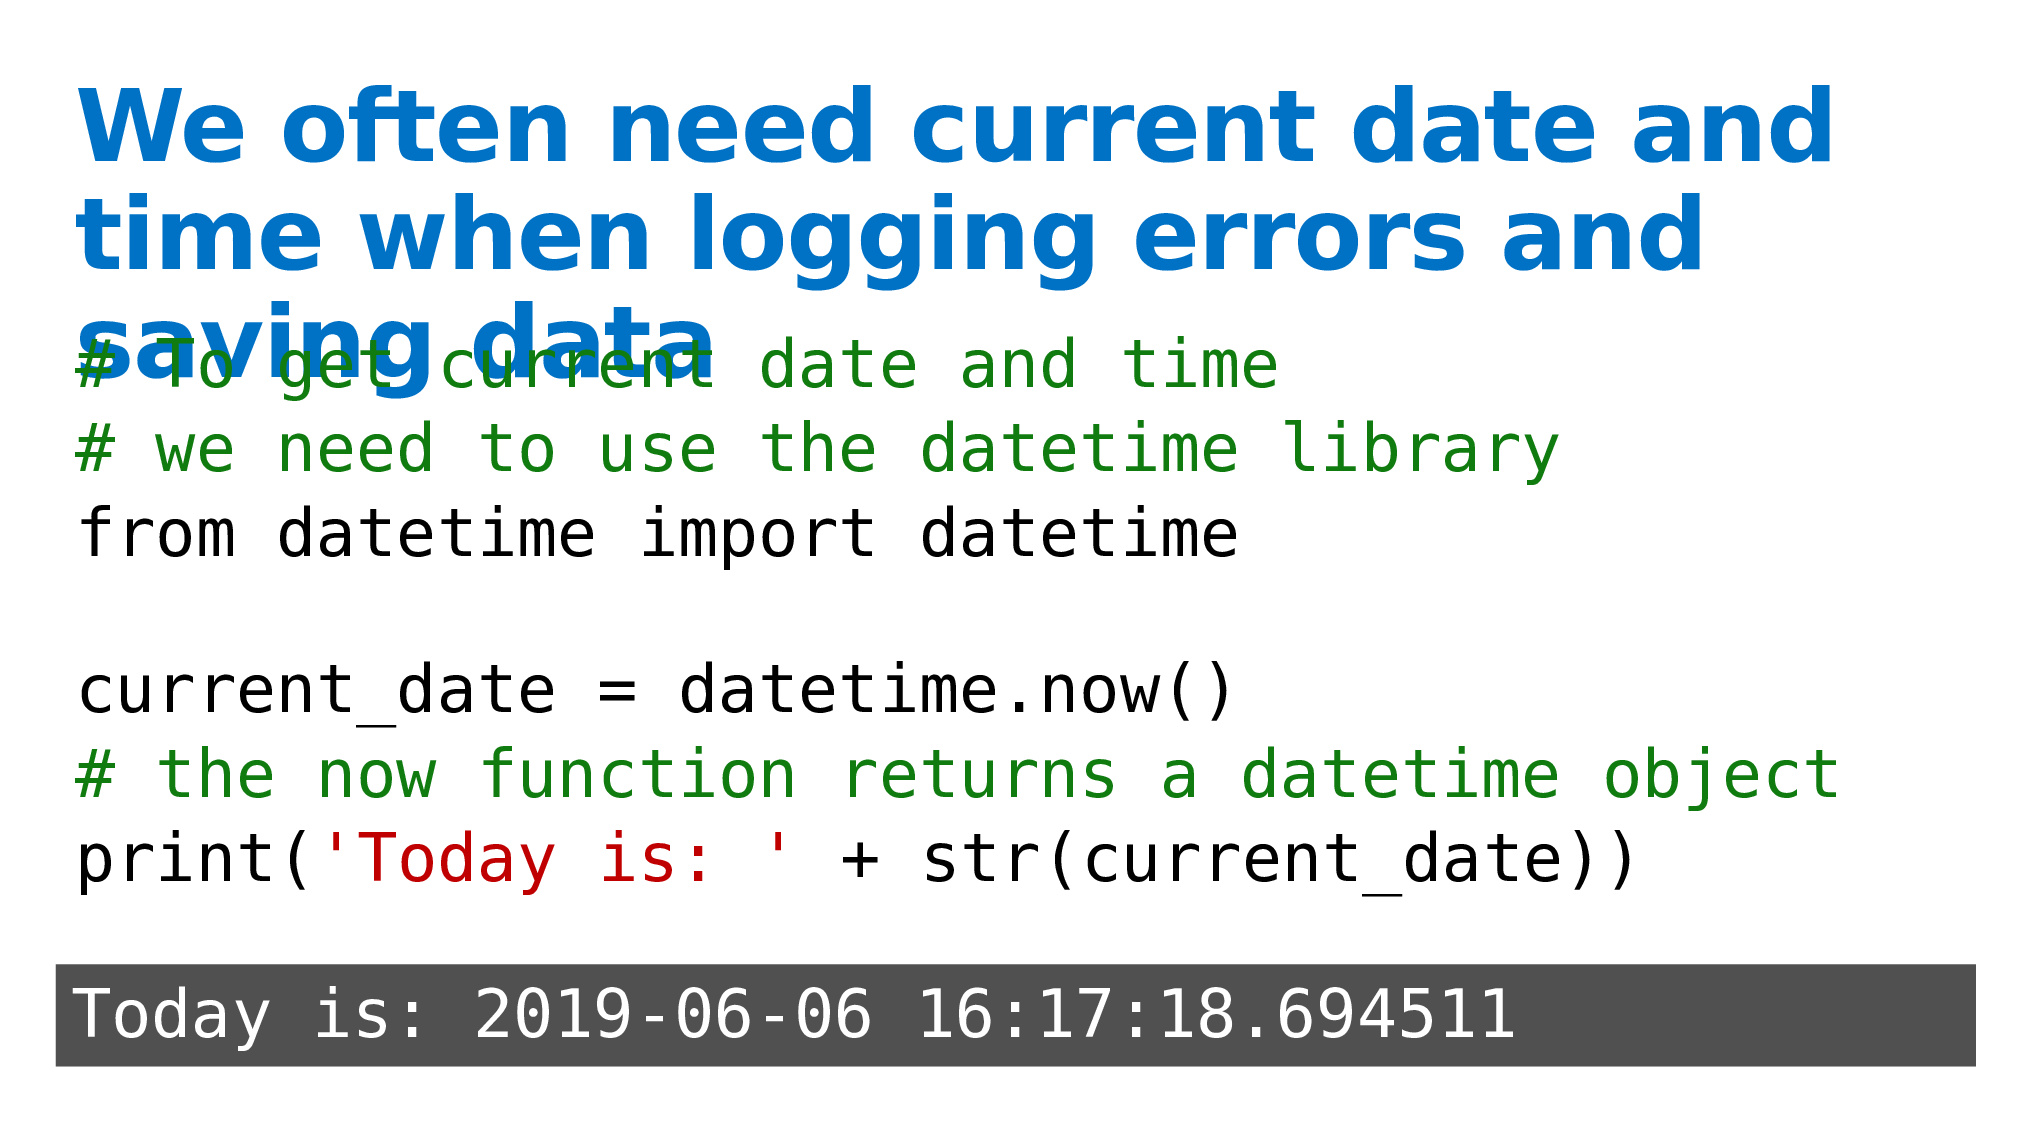 We often need current date and
time when logging errors and
saving data
# To get current date and time
# we need to use the datetime library
from datetime import datetime
current_date = datetime.now()
# the now function returns a datetime object
print('Today is: ' + str(current_date))
Today is: 2019-06-06 16:17:18.694511